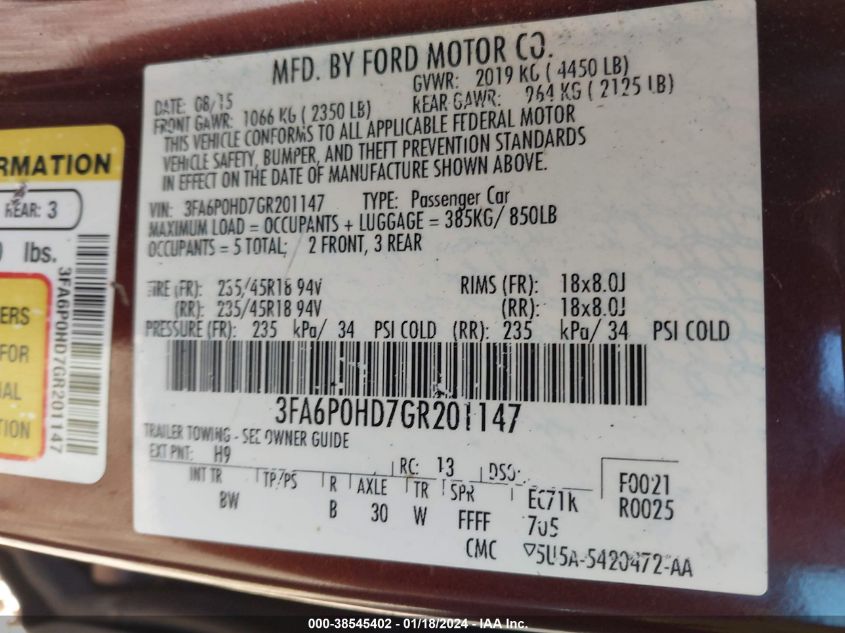 MFD. BY FORD MOTOR CO.
DATE: 08/15 GVWR: 2019 KG ( 4450 LB)
FRONT GAWR: 1066 KG ( 2350 LB) REAR GAWR: 964 KG ( 2125 LB)
THIS VEHICLE CONFORMS TO ALL APPLICABLE FEDERAL MOTOR
VEHICLE SAFETY, BUMPER, AND THEFT PREVENTION STANDARDS
IN EFFECT ON THE DATE OF MANUFACTURE SHOWN ABOVE.
VIN: 3FA6P0HD7GR201147 TYPE: Passenger Car
MAXIMUM LOAD = OCCUPANTS + LUGGAGE = 385KG/ 850LB
OCCUPANTS = 5 TOTAL; 2 FRONT, 3 REAR
TIRE (FR): 235/45R18 94V RIMS (FR): 18x8.0J
(RR): 235/45R18 94V (RR): 18x8.0J
PRESSURE (FR): 235 kPa/ 34 PSI COLD (RR): 235 kPa/ 34 PSI COLD
3FA6P0HD7GR201147
TRAILER TOWING - SEE OWNER GUIDE
EXT PNT: H9 RC: 13 DSO:
INT TR TP/PS R AXLE TR SPR EC71K F0021
BW B 30 W FFFF 705 R0025
CMC 5U5A-5420472-AA
RMATION
REAR: 3
lbs.
ERS
FOR
IAL
TION
3FA6P0HD7GR201147
000-38545402 - 01/18/2024 - IAA Inc.